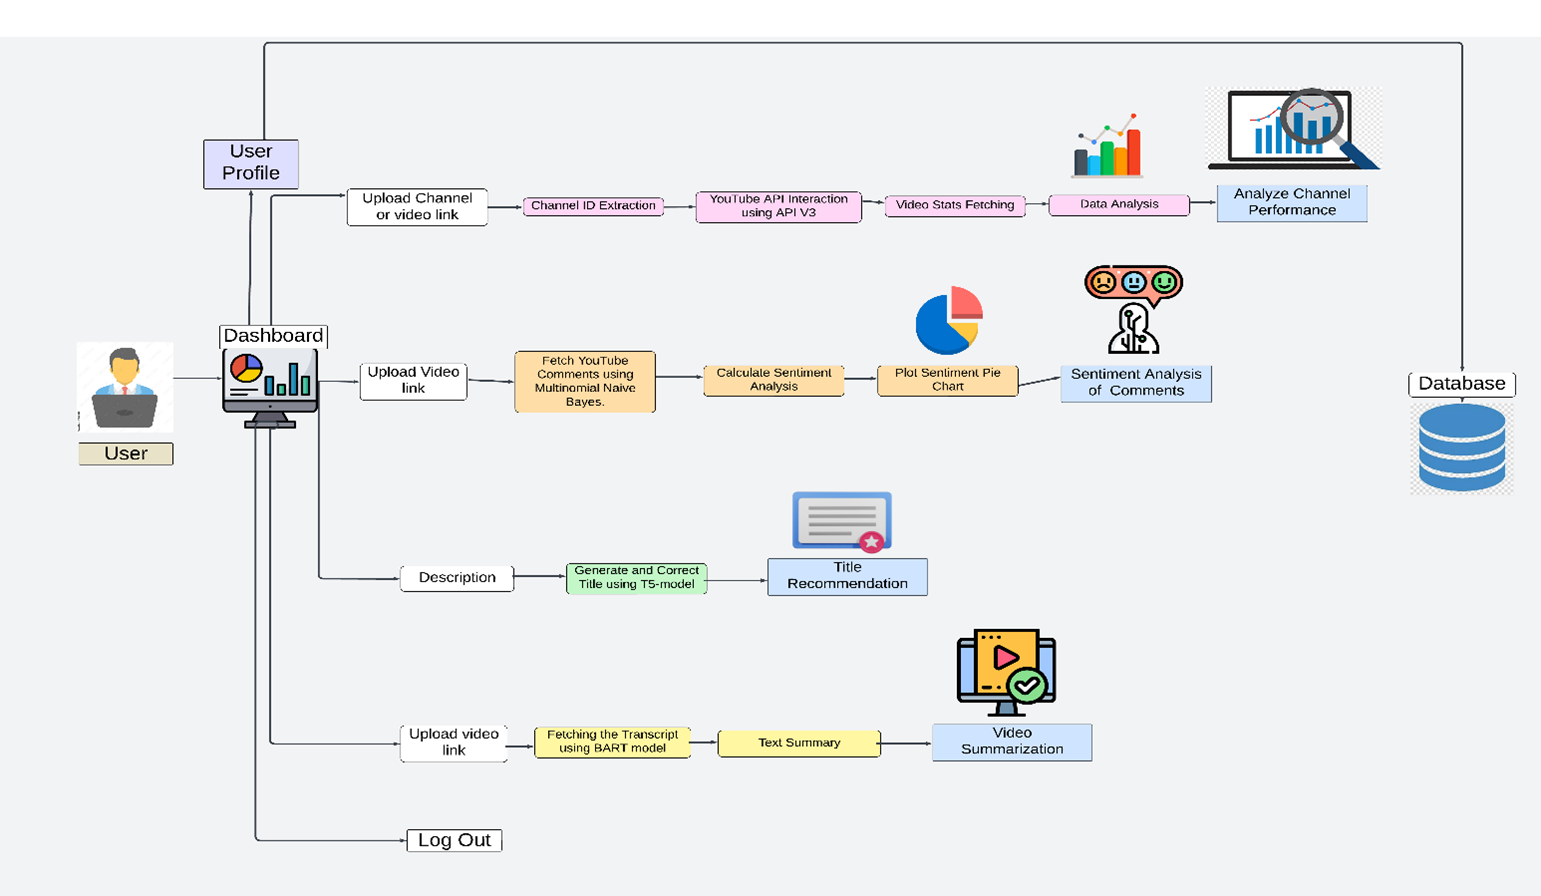 User
Profile
Upload Channel
or video link
Channel ID Extraction
YouTube API Interaction
using API V3
Video Stats Fetching
Data Analysis
Analyze Channel
Performance
Dashboard
User
Upload Video
link
Fetch YouTube
Comments using
Multinomial Naive
Bayes.
Calculate Sentiment
Analysis
Plot Sentiment Pie
Chart
Sentiment Analysis
of Comments
Database
Description
Generate and Correct
Title using T5-model
Title
Recommendation
Upload video
link
Fetching the Transcript
using BART model
Text Summary
Video
Summarization
Log Out